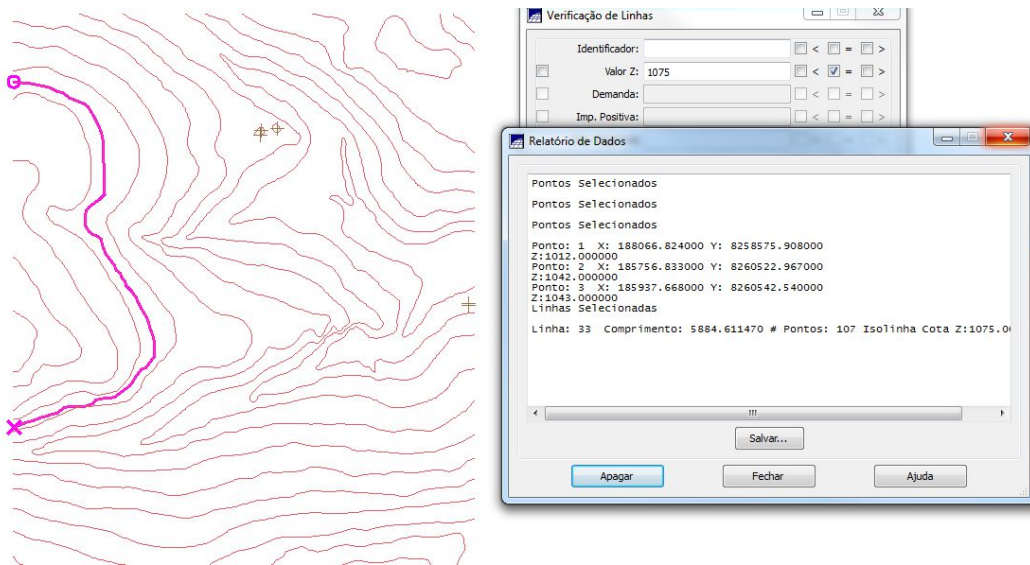 Verificação de Linhas
Identificador: < = >
Valor Z: 1075 < = >
Demanda: < = >
Imp. Positiva: < = >
Relatório de Dados
Pontos Selecionados
Pontos Selecionados
Pontos Selecionados
Ponto: 1 X: 188066.824000 Y: 8258575.908000
Z:1012.000000
Ponto: 2 X: 185756.833000 Y: 8260522.967000
Z:1042.000000
Ponto: 3 X: 185937.668000 Y: 8260542.540000
Z:1043.000000
Linhas Selecionadas
Linha: 33 Comprimento: 5884.611470 # Pontos: 107 Isolinha Cota Z:1075.0
Salvar...
Apagar Fechar Ajuda